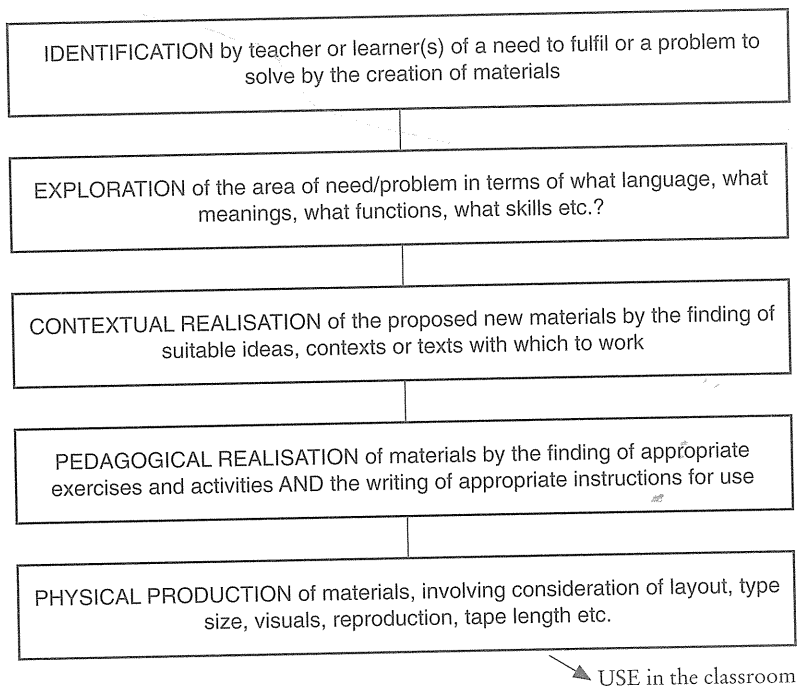 IDENTIFICATION by teacher or learner(s) of a need to fulfil or a problem to
solve by the creation of materials
EXPLORATION of the area of need/problem in terms of what language, what
meanings, what functions, what skills etc.?
CONTEXTUAL REALISATION of the proposed new materials by the finding of
suitable ideas, contexts or texts with which to work
PEDAGOGICAL REALISATION of materials by the finding of appropriate
exercises and activities AND the writing of appropriate instructions for use
PHYSICAL PRODUCTION of materials, involving consideration of layout, type
size, visuals, reproduction, tape length etc.
USE in the classroom